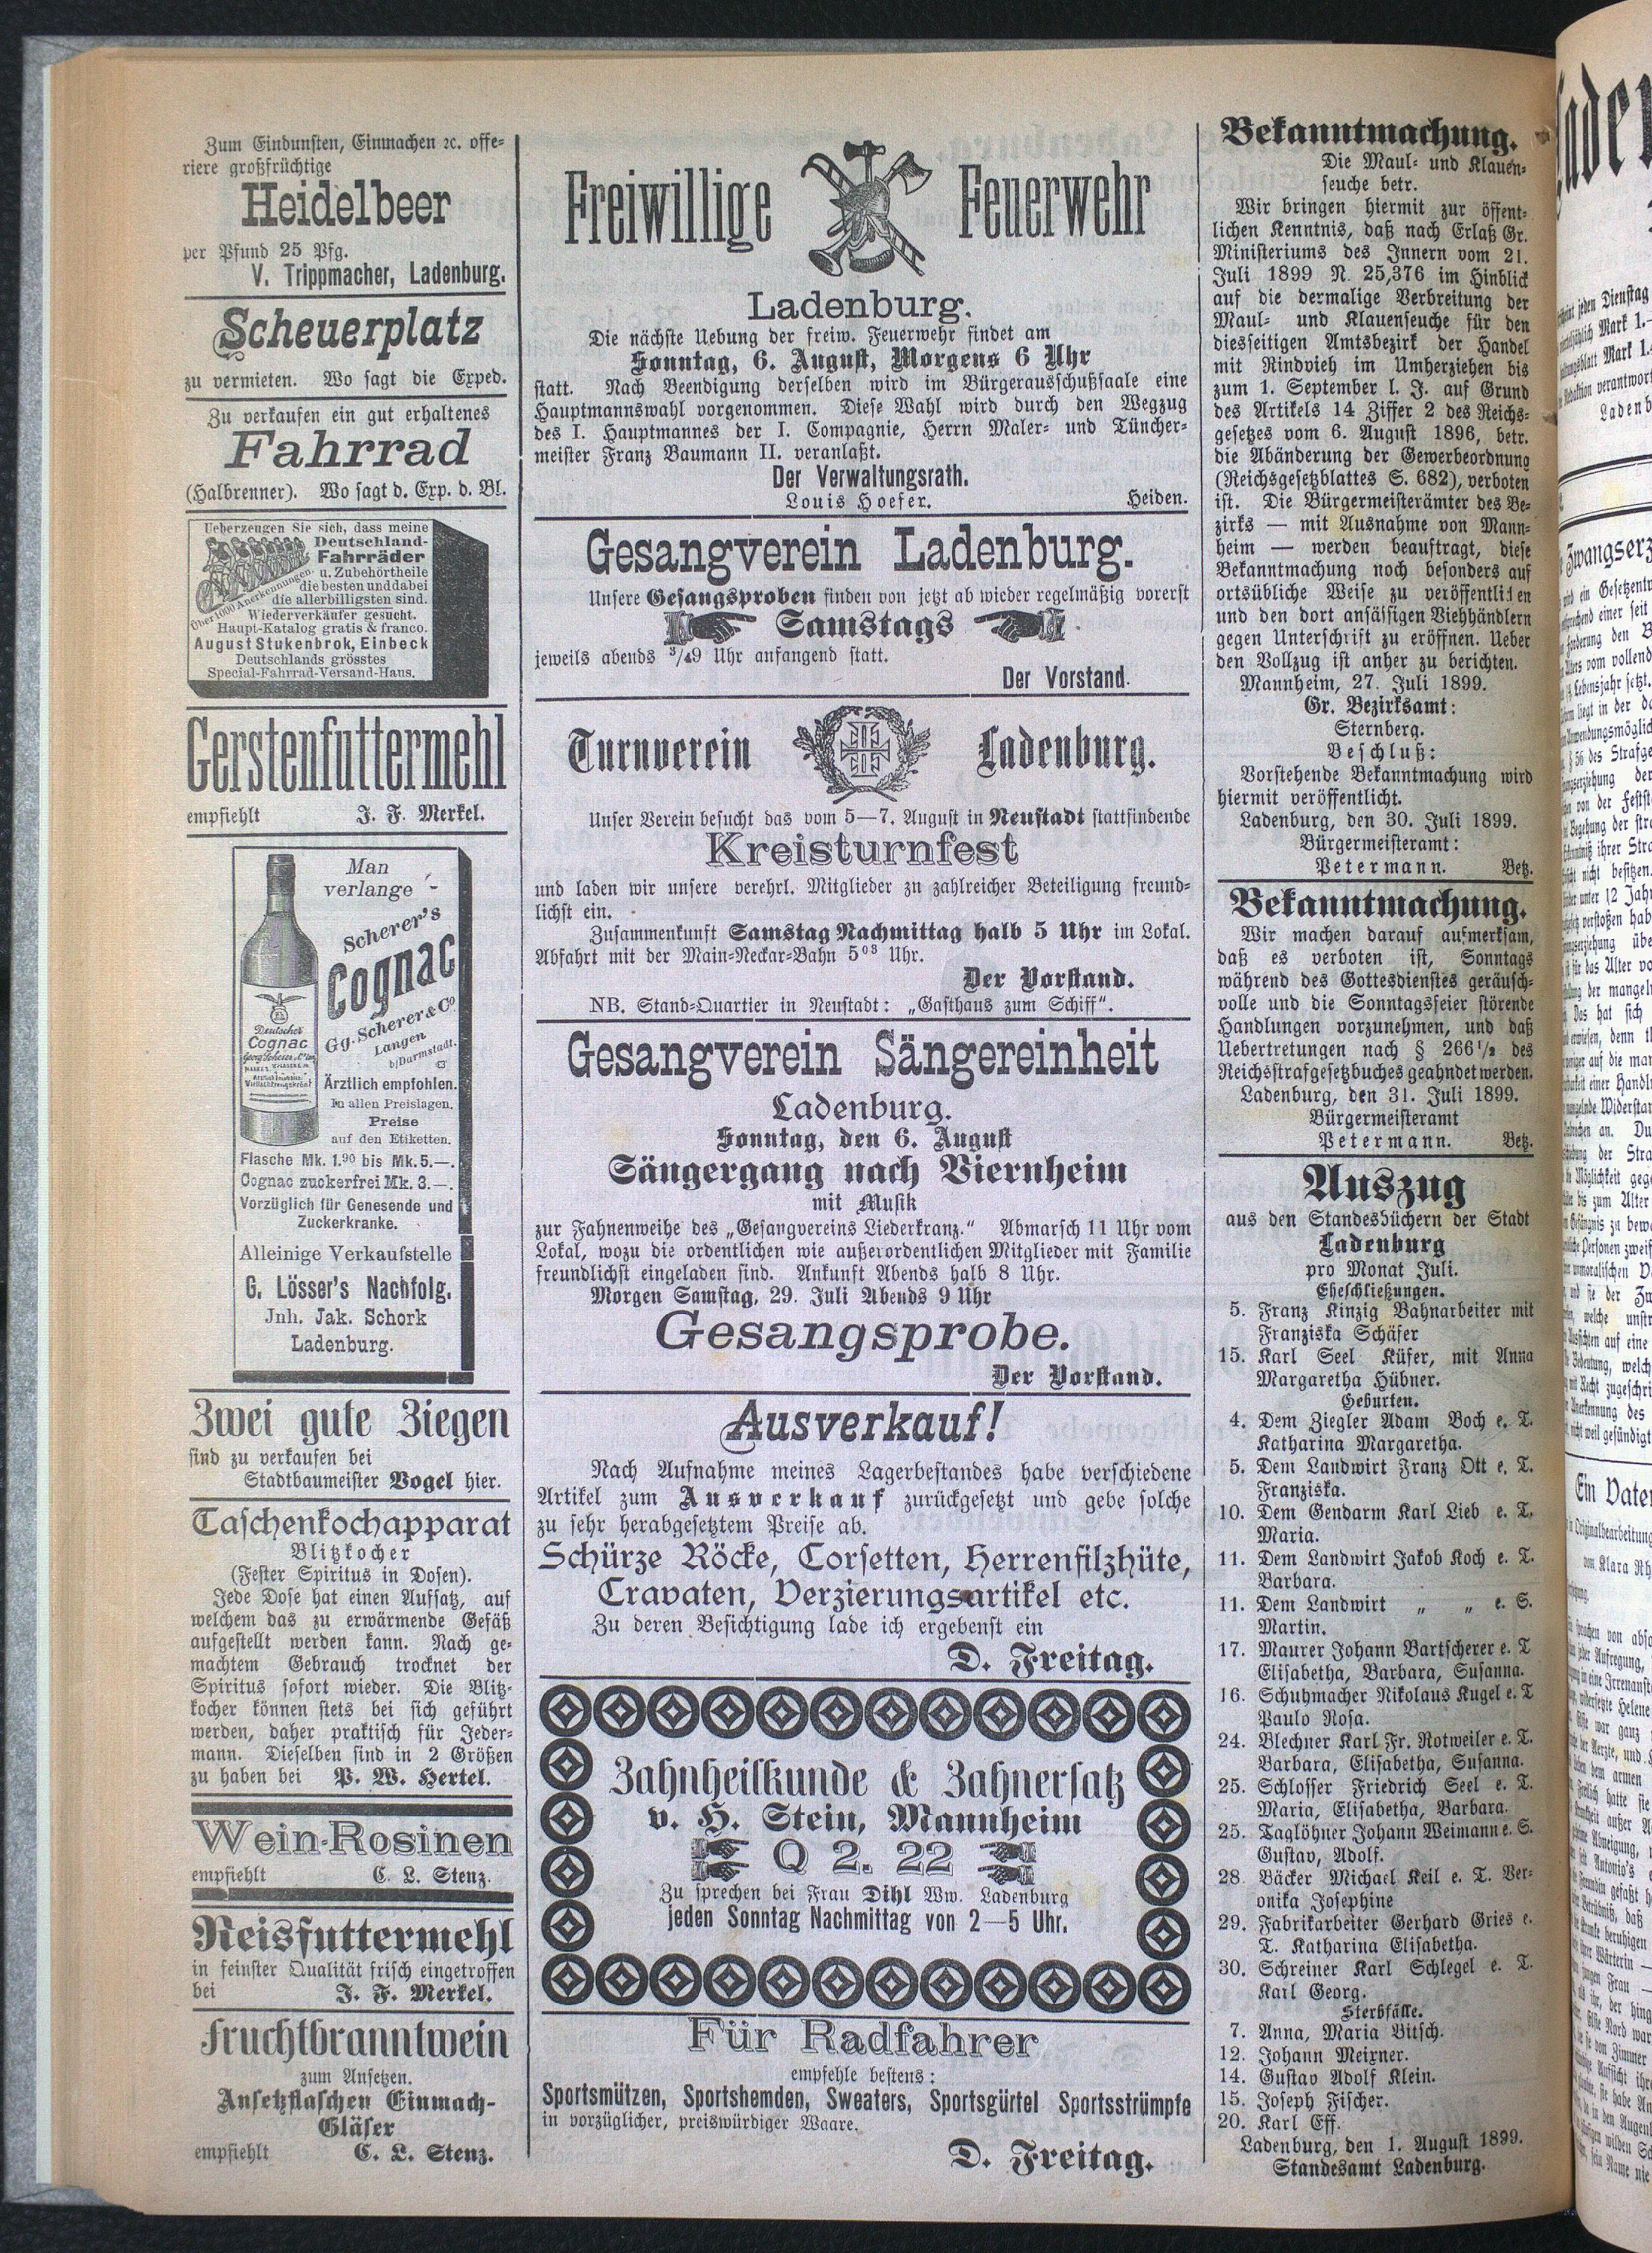 Zum Eindunsten, Einmachen ꝛc. offe-
riere großfrüchtige
Heidelbeer
per Pfund 25 Pfg.
V. Trippmacher, Ladenburg.
Scheuerplatz
zu vermieten. Wo sagt die Exped.
Zu verkaufen ein gut erhaltenes
Fahrrad
(Halbrenner). Wo sagt d. Exp. d. Bl.
Ueberzeugen Sie sich, dass meine
Deutschland-
Fahrräder
u. Zubehörtheile
die besten und dabei
die allerbilligsten sind.
Über 1000 Anerkennungen.
Wiederverkäufer gesucht.
Haupt-Katalog gratis & franco.
August Stukenbrok, Einbeck
Deutschlands grösstes
Special-Fahrrad-Versand-Haus.
Gerstenfuttermehl
empfiehlt J. F. Merkel.
Man
verlange
Scherer's
Cognac
Gg. Scherer & Co
Langen
b/Darmstadt.
Deutscher
Cognac
Ärztlich empfohlen.
In allen Preislagen.
Preise
auf den Etiketten.
Flasche Mk. 1.90 bis Mk. 5.—.
Cognac zuckerfrei Mk. 3.—.
Vorzüglich für Genesende und
Zuckerkranke.
Alleinige Verkaufstelle
G. Lösser's Nachfolg.
Jnh. Jak. Schork
Ladenburg.
Zwei gute Ziegen
sind zu verkaufen bei
Stadtbaumeister Vogel hier.
Taschenkochapparat
Blitzkocher
(Fester Spiritus in Dosen).
Jede Dose hat einen Aufsatz, auf
welchem das zu erwärmende Gefäß
aufgestellt werden kann. Nach ge-
machtem Gebrauch trocknet der
Spiritus sofort wieder. Die Blitz-
kocher können stets bei sich geführt
werden, daher praktisch für Jeder-
mann. Dieselben sind in 2 Größen
zu haben bei P. W. Hertel.
Wein-Rosinen
empfiehlt C. L. Stenz.
Reisfuttermehl
in feinster Qualität frisch eingetroffen
bei J. F. Merkel.
Fruchtbranntwein
zum Ansetzen.
Ansetzflaschen Einmach-
Gläser
empfiehlt C. L. Stenz.
Freiwillige Feuerwehr
Ladenburg.
Die nächste Uebung der freiw. Feuerwehr findet am
Sonntag, 6. August, Morgens 6 Uhr
statt. Nach Beendigung derselben wird im Bürgerausschußsaale eine
Hauptmannswahl vorgenommen. Diese Wahl wird durch den Wegzug
des I. Hauptmannes der I. Compagnie, Herrn Maler- und Tüncher-
meister Franz Baumann II. veranlaßt.
Der Verwaltungsrath.
Louis Hoefer. Heiden.
Gesangverein Ladenburg.
Unsere Gesangsproben finden von jetzt ab wieder regelmäßig vorerst
Samstags
jeweils abends ¾9 Uhr anfangend statt.
Der Vorstand.
Turnverein Ladenburg.
Unser Verein besucht das vom 5—7. August in Neustadt stattfindende
Kreisturnfest
und laden wir unsere verehrl. Mitglieder zu zahlreicher Beteiligung freund-
lichst ein.
Zusammenkunft Samstag Nachmittag halb 5 Uhr im Lokal.
Abfahrt mit der Main-Neckar-Bahn 5⁰³ Uhr.
Der Vorstand.
NB. Stand-Quartier in Neustadt: „Gasthaus zum Schiff“.
Gesangverein Sängereinheit
Ladenburg.
Sonntag, den 6. August
Sängergang nach Viernheim
mit Musik
zur Fahnenweihe des „Gesangvereins Liederkranz.“ Abmarsch 11 Uhr vom
Lokal, wozu die ordentlichen wie außerordentlichen Mitglieder mit Familie
freundlichst eingeladen sind. Ankunft Abends halb 8 Uhr.
Morgen Samstag, 29. Juli Abends 9 Uhr
Gesangsprobe.
Der Vorstand.
Ausverkauf!
Nach Aufnahme meines Lagerbestandes habe verschiedene
Artikel zum Ausverkauf zurückgesetzt und gebe solche
zu sehr herabgesetztem Preise ab.
Schürze Röcke, Corsetten, Herrenfilzhüte,
Cravaten, Verzierungsartikel etc.
Zu deren Besichtigung lade ich ergebenst ein
D. Freitag.
Zahnheilkunde & Zahnersatz
v. H. Stein, Mannheim
Q 2. 22
Zu sprechen bei Frau Dihl Ww. Ladenburg
jeden Sonntag Nachmittag von 2—5 Uhr.
Für Radfahrer
empfehle bestens:
Sportsmützen, Sportshemden, Sweaters, Sportsgürtel Sportsstrümpfe
in vorzüglicher, preiswürdiger Waare.
D. Freitag.
Bekanntmachung.
Die Maul- und Klauen-
seuche betr.
Wir bringen hiermit zur öffent-
lichen Kenntnis, daß nach Erlaß Gr.
Ministeriums des Innern vom 21.
Juli 1899 N. 25,376 im Hinblick
auf die dermalige Verbreitung der
Maul- und Klauenseuche für den
diesseitigen Amtsbezirk der Handel
mit Rindvieh im Umherziehen bis
zum 1. September l. J. auf Grund
des Artikels 14 Ziffer 2 des Reichs-
gesetzes vom 6. August 1896, betr.
die Abänderung der Gewerbeordnung
(Reichsgesetzblattes S. 682), verboten
ist. Die Bürgermeisterämter des Be-
zirks — mit Ausnahme von Mann-
heim — werden beauftragt, diese
Bekanntmachung noch besonders auf
ortsübliche Weise zu veröffentlichen
und den dort ansässigen Viehhändlern
gegen Unterschrift zu eröffnen. Ueber
den Vollzug ist anher zu berichten.
Mannheim, 27. Juli 1899.
Gr. Bezirksamt:
Sternberg.
Beschluß:
Vorstehende Bekanntmachung wird
hiermit veröffentlicht.
Ladenburg, den 30. Juli 1899.
Bürgermeisteramt:
Petermann. Betz.
Bekanntmachung.
Wir machen darauf aufmerksam,
daß es verboten ist, Sonntags
während des Gottesdienstes geräusch-
volle und die Sonntagsfeier störende
Handlungen vorzunehmen, und daß
Uebertretungen nach § 266½ des
Reichsstrafgesetzbuches geahndet werden.
Ladenburg, den 31. Juli 1899.
Bürgermeisteramt
Petermann. Betz.
Auszug
aus den Standesbüchern der Stadt
Ladenburg
pro Monat Juli.
Eheschließungen.
5. Franz Kinzig Bahnarbeiter mit
Franziska Schäfer
15. Karl Seel Küfer, mit Anna
Margaretha Hübner.
Geburten.
4. Dem Ziegler Adam Boch e. T.
Katharina Margaretha.
5. Dem Landwirt Franz Ott e. T.
Franziska.
10. Dem Gendarm Karl Lieb e. T.
Maria.
11. Dem Landwirt Jakob Koch e. T.
Barbara.
11. Dem Landwirt „ „ e. S.
Martin.
17. Maurer Johann Bartscherer e. T
Elisabetha, Barbara, Susanna.
16. Schuhmacher Nikolaus Kugel e. T
Paulo Rosa.
24. Blechner Karl Fr. Rotweiler e. T.
Barbara, Elisabetha, Susanna.
25. Schlosser Friedrich Seel e. T.
Maria, Elisabetha, Barbara.
25. Taglöhner Johann Weimann e. S.
Gustav, Adolf.
28 Bäcker Michael Keil e. T. Ver-
onika Josephine
29. Fabrikarbeiter Gerhard Gries e.
T. Katharina Elisabetha.
30. Schreiner Karl Schlegel e. T.
Karl Georg.
Sterbfälle.
7. Anna, Maria Bitsch.
12. Johann Meixner.
14. Gustav Adolf Klein.
15. Joseph Fischer.
20. Karl Eff.
Ladenburg, den 1. August 1899.
Standesamt Ladenburg.